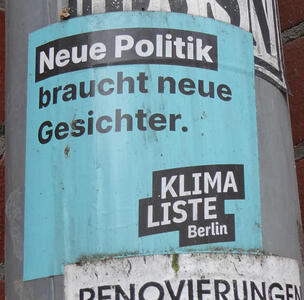 Neue Politik
braucht neue
Gesichter.
KLIMA
LISTE
Berlin
RENOVIERUNGEN